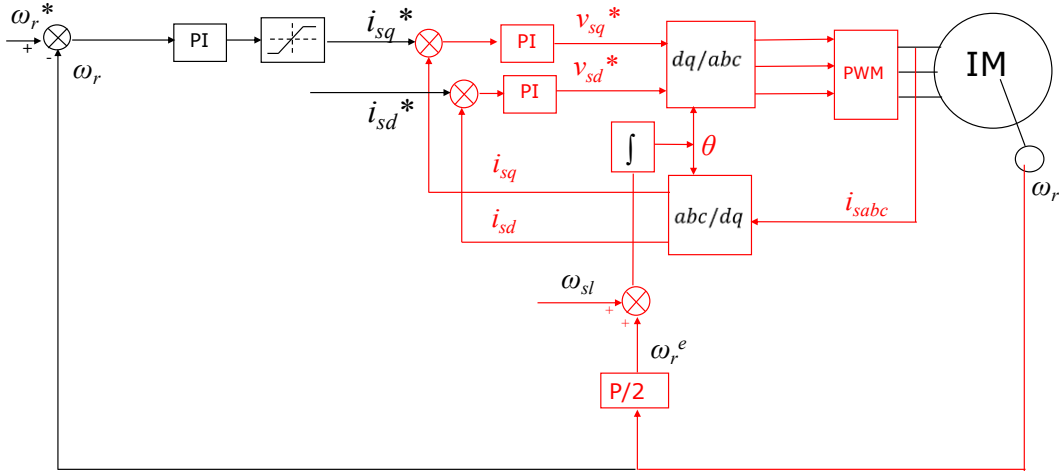 ωr*
+
-
ωr
PI
isq*
isd*
PI
vsq*
PI
vsd*
dq/abc
PWM
IM
∫
θ
isq
isd
abc/dq
isabc
ωr
ωsl
+
+
ωr^e
P/2